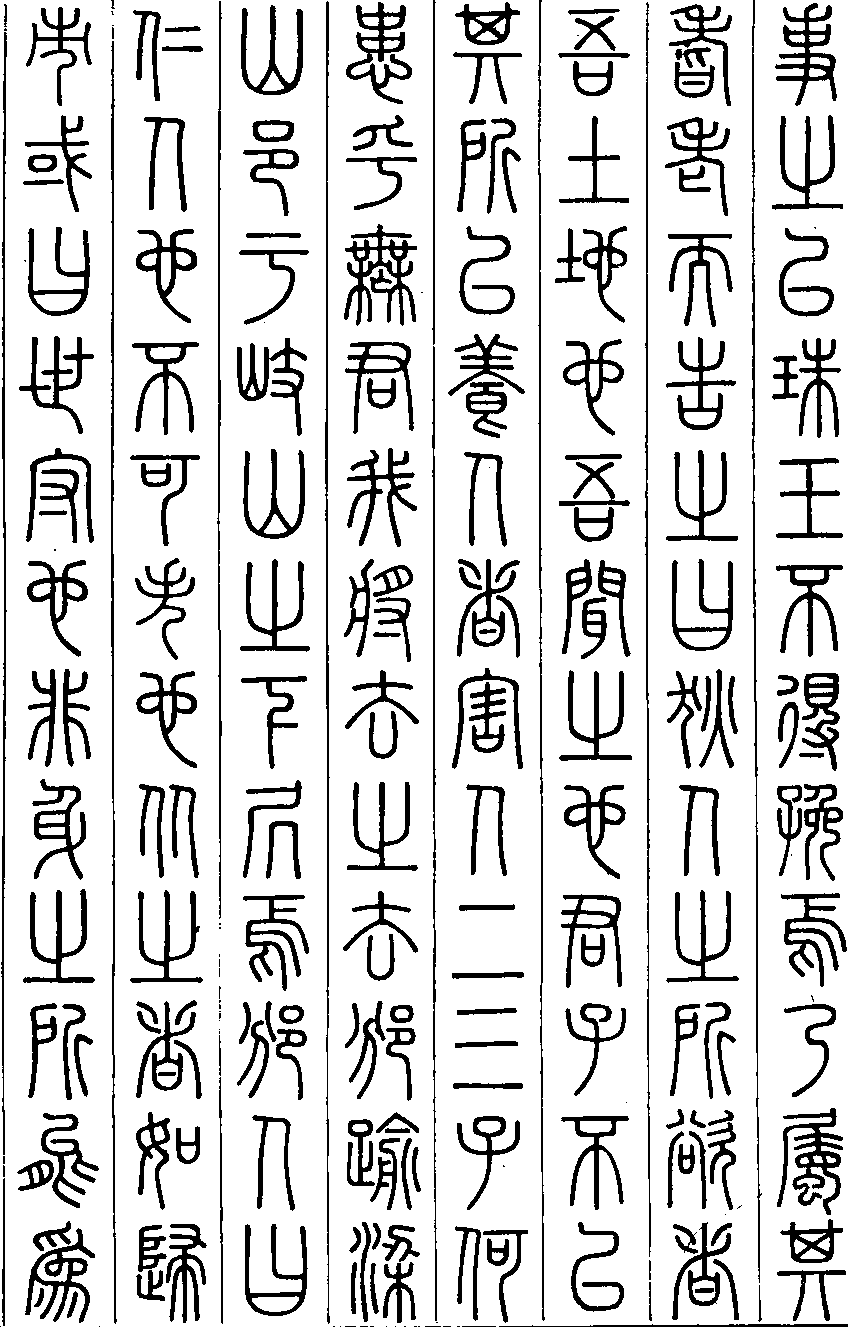 事之以珠玉不得免焉乃屬其
耆老而告之曰狄人之所欲者
吾土地也吾聞之也君子不以
其所以養人者害人二三子何
患乎無君我將去之去邠踰梁
山邑于岐山之下居焉邠人曰
仁人也不可失也從之者如歸
市或曰世守也非身之所能為